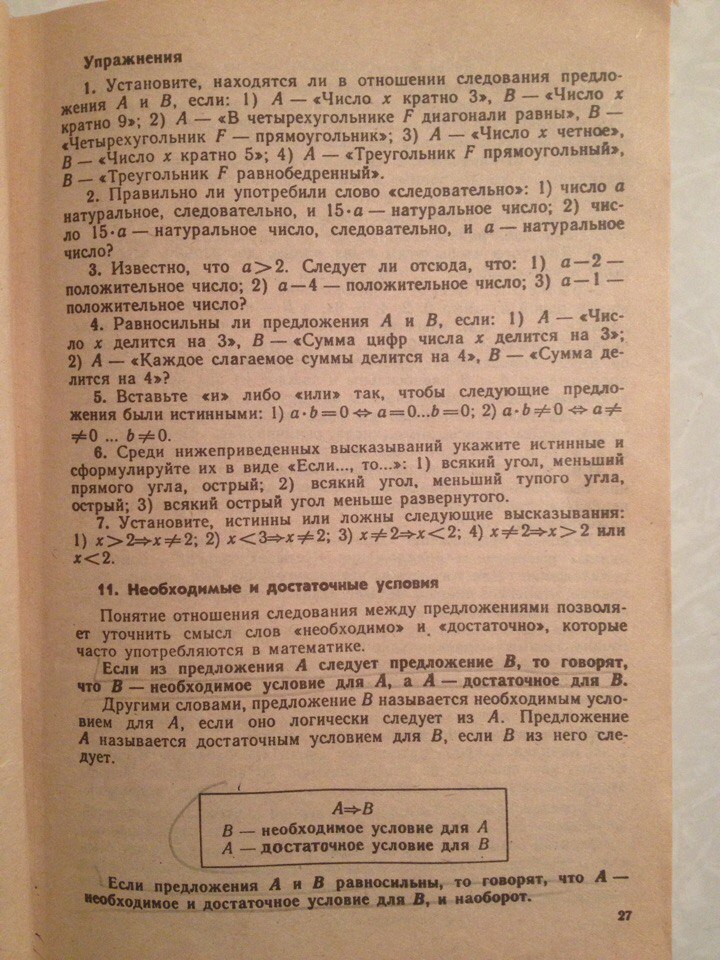 Упражнения
1. Установите, находятся ли в отношении следования предло-
жения A и B, если: 1) A — «Число x кратно 3», B — «Число x
кратно 9»; 2) A — «В четырехугольнике F диагонали равны», B —
«Четырехугольник F — прямоугольник»; 3) A — «Число x четное»,
B — «Число x кратно 5»; 4) A — «Треугольник F прямоугольный»,
B — «Треугольник F равнобедренный».
2. Правильно ли употребили слово «следовательно»: 1) число a
натуральное, следовательно, и 15·a — натуральное число; 2) чис-
ло 15·a — натуральное число, следовательно, и a — натуральное
число?
3. Известно, что a>2. Следует ли отсюда, что: 1) a—2 —
положительное число; 2) a—4 — положительное число; 3) a—1 —
положительное число?
4. Равносильны ли предложения A и B, если: 1) A — «Чис-
ло x делится на 3», B — «Сумма цифр числа x делится на 3»;
2) A — «Каждое слагаемое суммы делится на 4», B — «Сумма де-
лится на 4»?
5. Вставьте «и» либо «или» так, чтобы следующие предло-
жения были истинными: 1) a·b=0⇔a=0...b=0; 2) a·b≠0⇔a≠
≠0 ... b≠0.
6. Среди нижеприведенных высказываний укажите истинные и
сформулируйте их в виде «Если..., то...»: 1) всякий угол, меньший
прямого угла, острый; 2) всякий угол, меньший тупого угла,
острый; 3) всякий острый угол меньше развернутого.
7. Установите, истинны или ложны следующие высказывания:
1) x>2⇒x≠2; 2) x<3⇒x≠2; 3) x≠2⇒x<2; 4) x≠2⇒x>2 или
x<2.
11. Необходимые и достаточные условия
Понятие отношения следования между предложениями позволя-
ет уточнить смысл слов «необходимо» и «достаточно», которые
часто употребляются в математике.
Если из предложения A следует предложение B, то говорят,
что B — необходимое условие для A, а A — достаточное для B.
Другими словами, предложение B называется необходимым усло-
вием для A, если оно логически следует из A. Предложение
A называется достаточным условием для B, если B из него сле-
дует.
A⇒B
B — необходимое условие для A
A — достаточное условие для B
Если предложения A и B равносильны, то говорят, что A —
необходимое и достаточное условие для B, и наоборот.
27